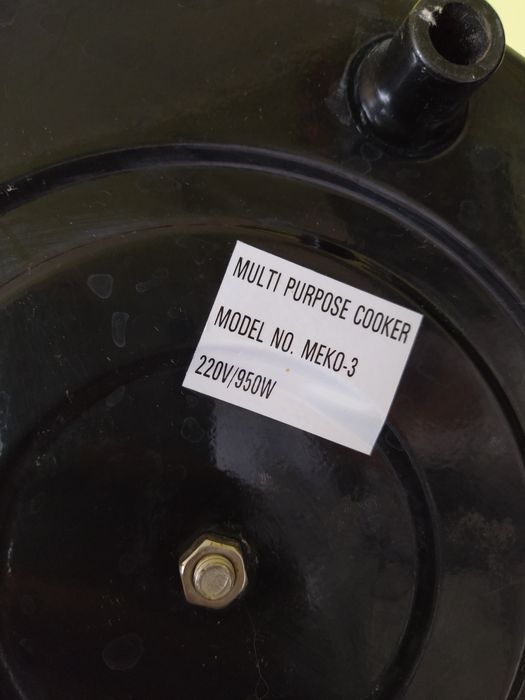 MULTI PURPOSE COOKER
MODEL NO. MEKO-3
220V/950W